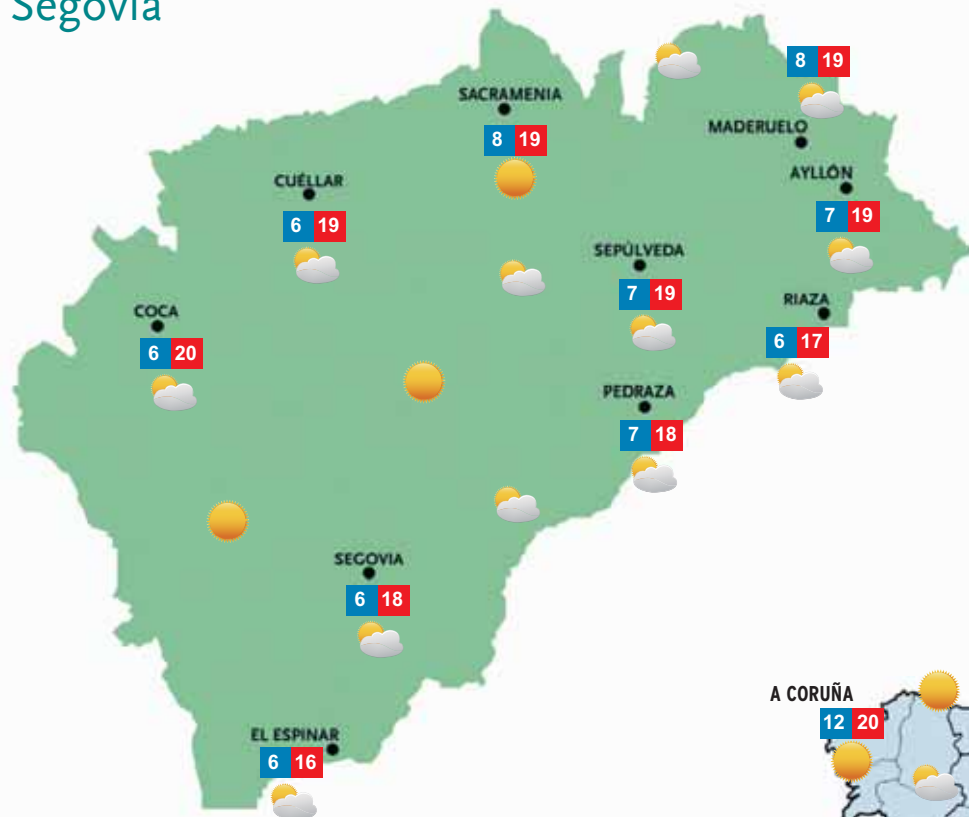 Segovia
8 19
SACRAMENIA
8 19
MADERUELO
AYLLÓN
7 19
CUÉLLAR
6 19
SEPÚLVEDA
7 19
RIAZA
6 17
COCA
6 20
PEDRAZA
7 18
SEGOVIA
6 18
A CORUÑA
12 20
EL ESPINAR
6 16